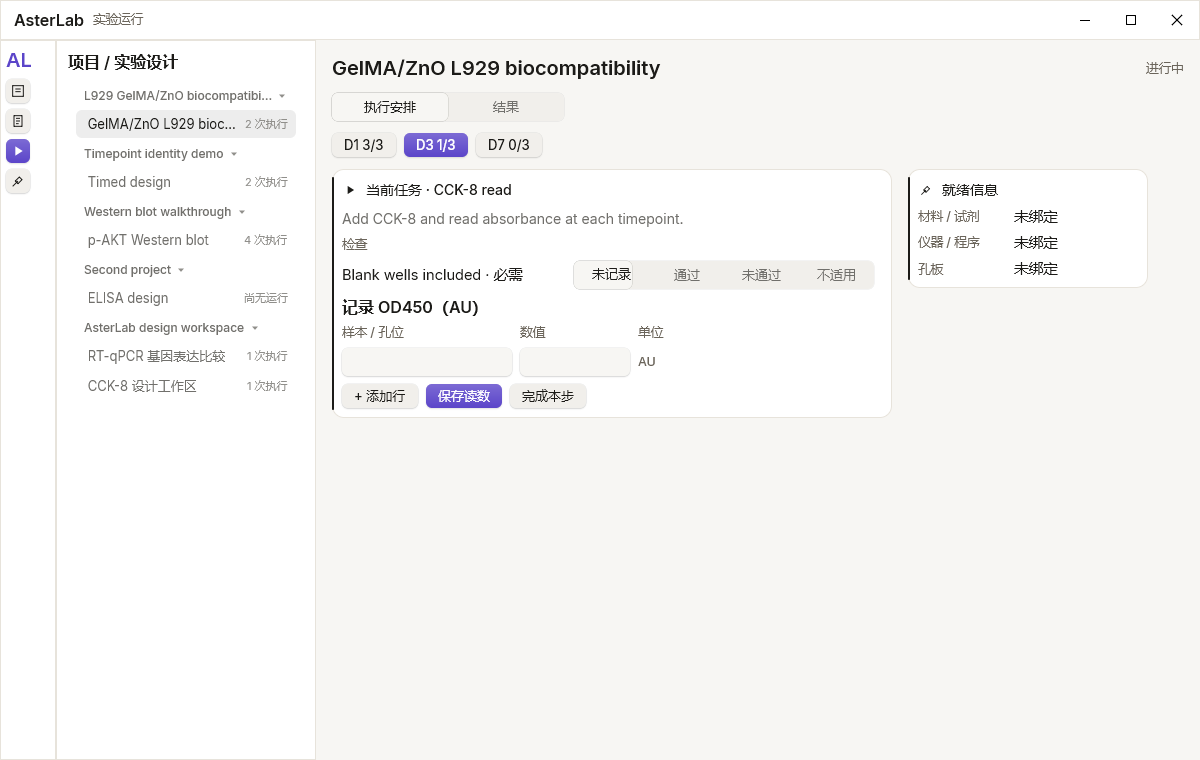 AsterLab 实验运行
AL
项目 / 实验设计
L929 GelMA/ZnO biocompatibi...
GelMA/ZnO L929 bioc... 2 次执行
Timepoint identity demo
Timed design 2 次执行
Western blot walkthrough
p-AKT Western blot 4 次执行
Second project
ELISA design 尚无运行
AsterLab design workspace
RT-qPCR 基因表达比较 1 次执行
CCK-8 设计工作区 1 次执行
GelMA/ZnO L929 biocompatibility 进行中
执行安排 结果
D1 3/3 D3 1/3 D7 0/3
当前任务 · CCK-8 read
Add CCK-8 and read absorbance at each timepoint.
检查
Blank wells included · 必需 未记录 通过 未通过 不适用
记录 OD450（AU）
样本 / 孔位 数值 单位
AU
+ 添加行 保存读数 完成本步
就绪信息
材料 / 试剂 未绑定
仪器 / 程序 未绑定
孔板 未绑定